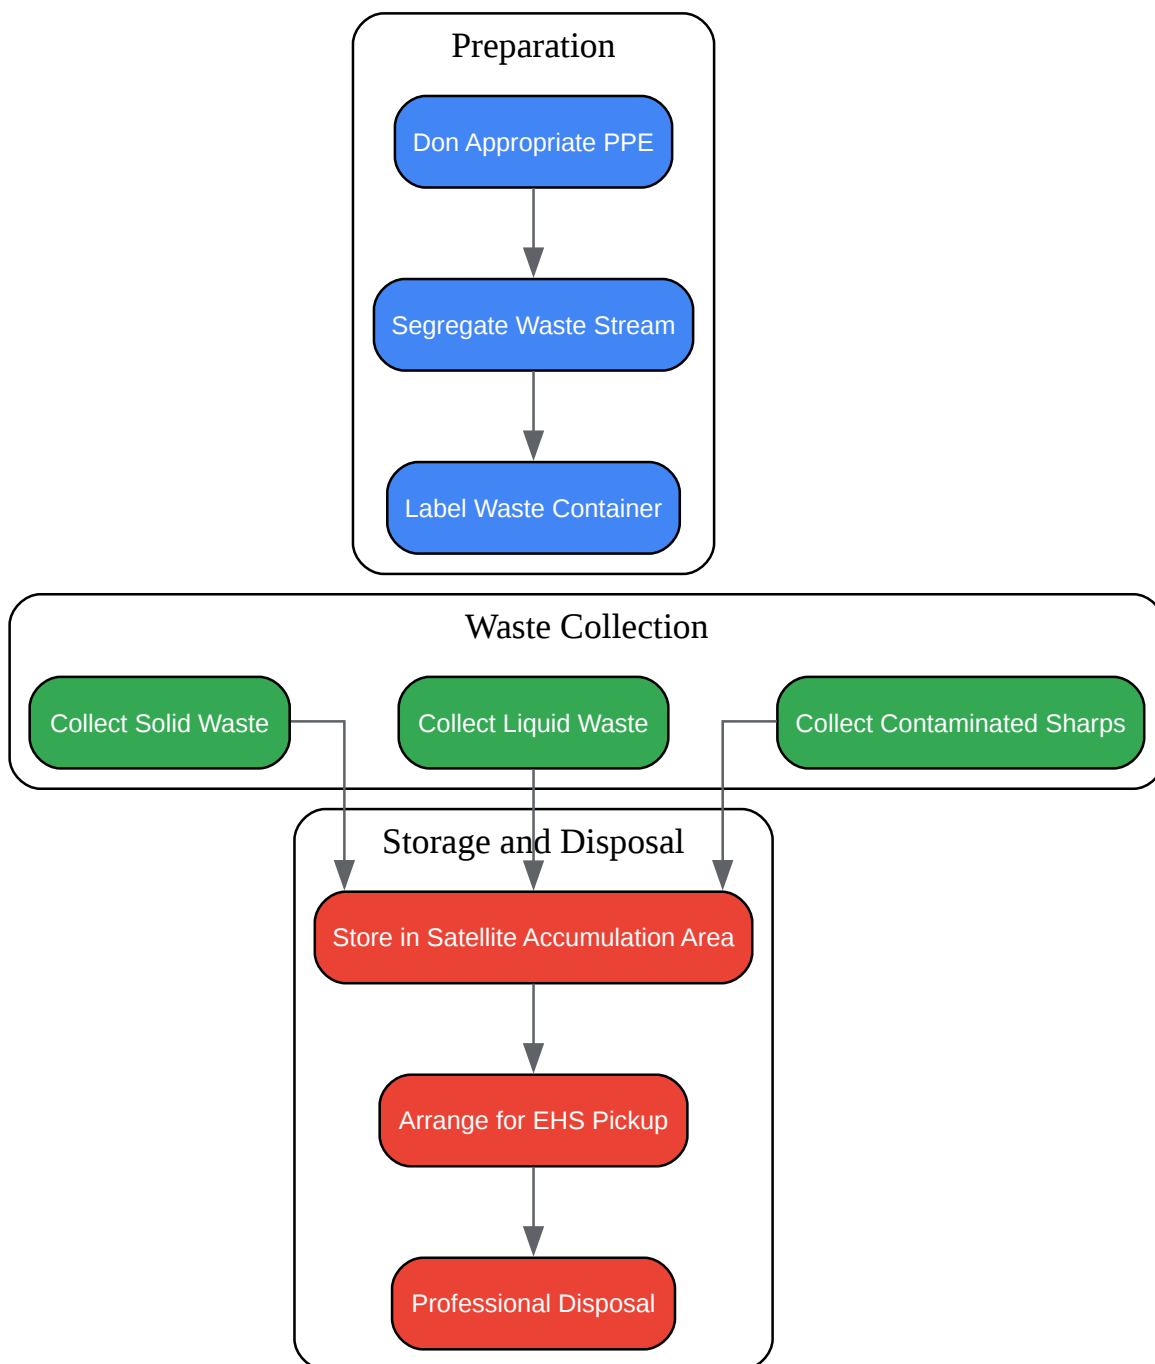 Preparation
Don Appropriate PPE
Segregate Waste Stream
Label Waste Container
Waste Collection
Collect Solid Waste
Collect Liquid Waste
Collect Contaminated Sharps
Storage and Disposal
Store in Satellite Accumulation Area
Arrange for EHS Pickup
Professional Disposal